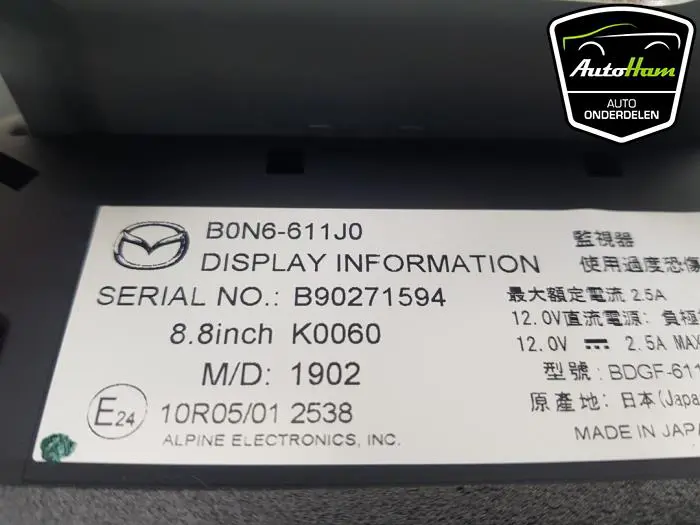 AutoHam
AUTO
ONDERDELEN
B0N6-611J0
DISPLAY INFORMATION
SERIAL NO.: B90271594
8.8inch K0060
M/D: 1902
E24 10R05/01 2538
ALPINE ELECTRONICS, INC.
監視器
使用過度恐傷
最大額定電流 2.5A
12.0V直流電源: 負極
12.0V ⎓ 2.5A MAX
型號: BDGF-611
原產地: 日本(Japa
MADE IN JAPA